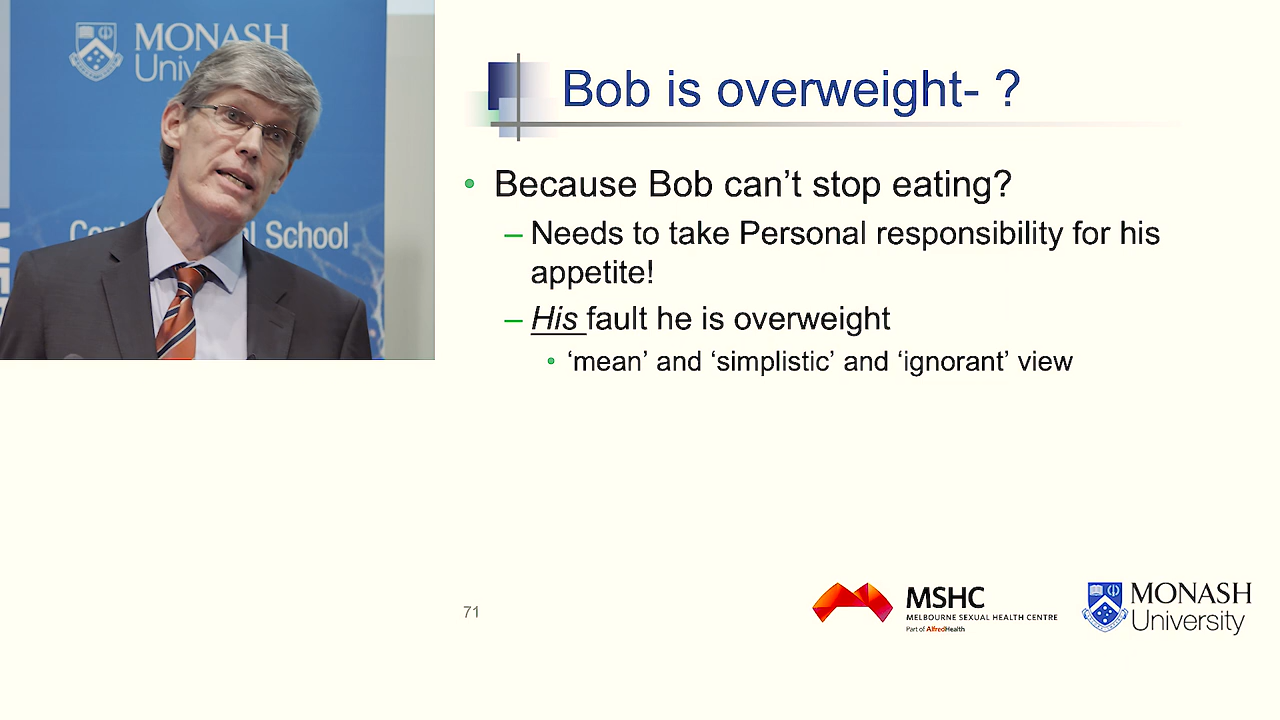 MONASH
Univ
Cent
l School
Bob is overweight- ?
• Because Bob can’t stop eating?
– Needs to take Personal responsibility for his
appetite!
– His fault he is overweight
• ‘mean’ and ‘simplistic’ and ‘ignorant’ view
71
MSHC
MELBOURNE SEXUAL HEALTH CENTRE
Part of AlfredHealth
MONASH
University